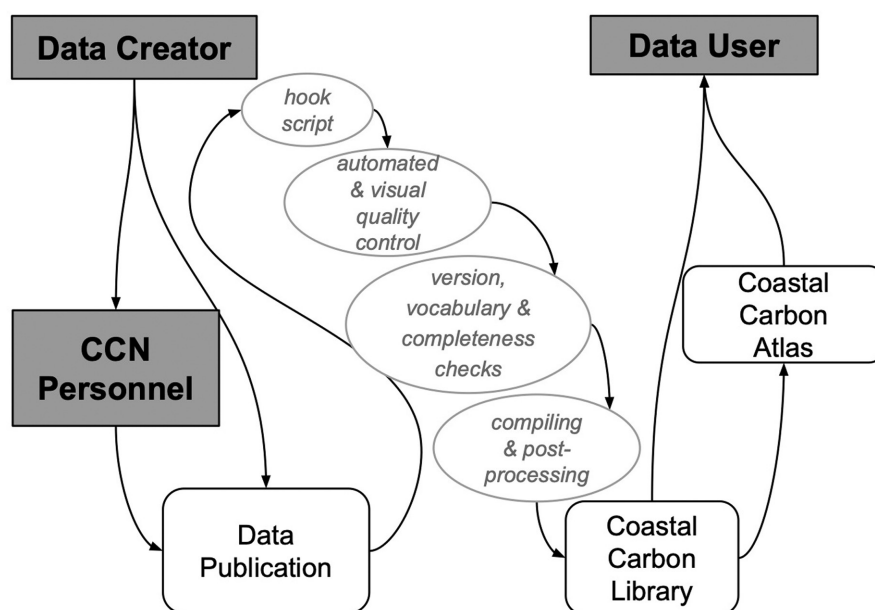 Data Creator
Data User
hook
script
automated
& visual
quality
control
version,
vocabulary &
completeness
checks
Coastal
Carbon
Atlas
CCN
Personnel
compiling
& post-
processing
Data
Publication
Coastal
Carbon
Library